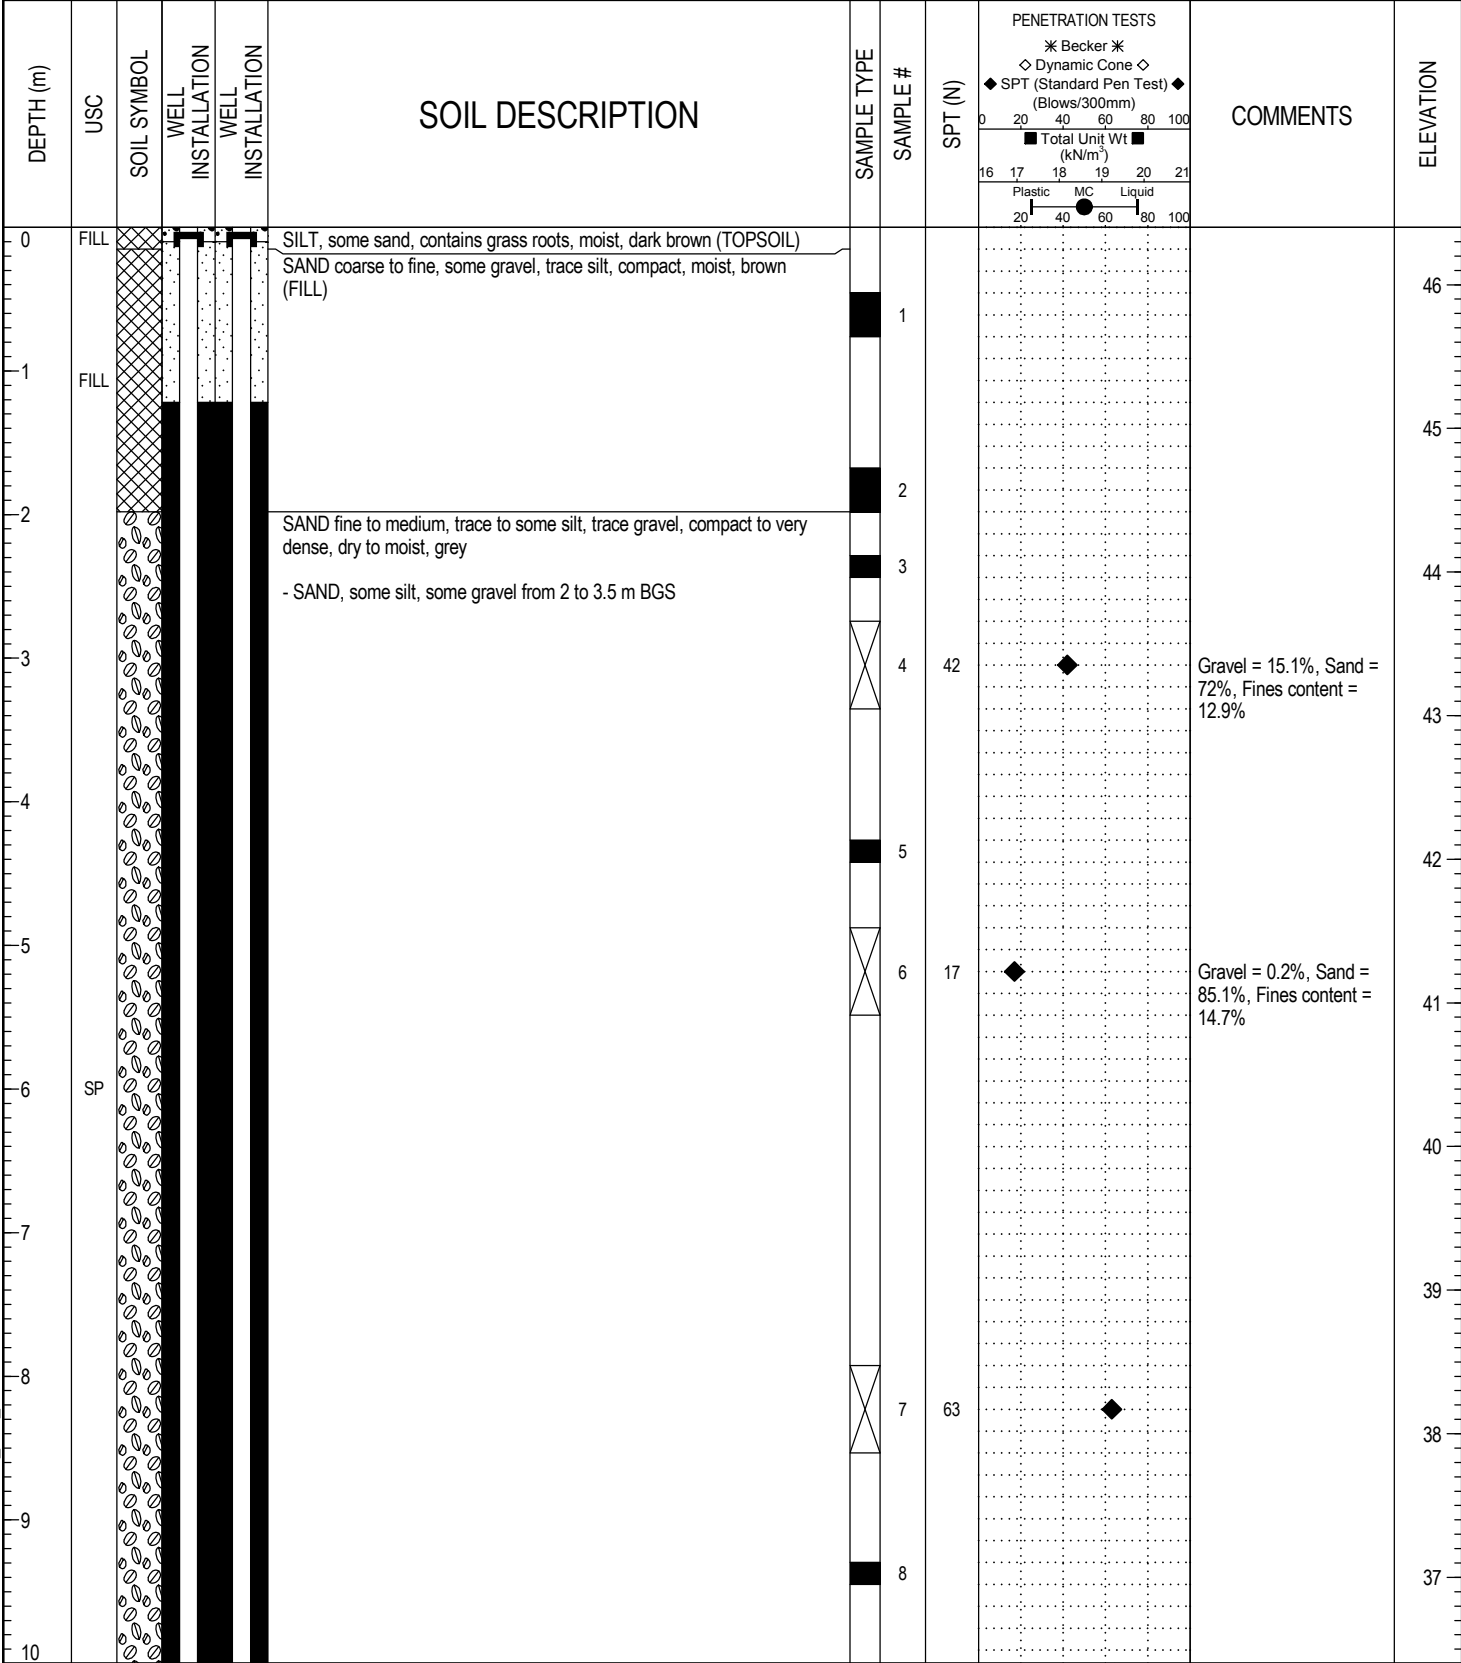 DEPTH (m)
USC
SOIL SYMBOL
WELL
INSTALLATION
WELL
INSTALLATION
SOIL DESCRIPTION
SAMPLE TYPE
SAMPLE #
SPT (N)
PENETRATION TESTS
✳ Becker ✳
◇ Dynamic Cone ◇
◆ SPT (Standard Pen Test) ◆
(Blows/300mm)
0 20 40 60 80 100
■ Total Unit Wt ■
(kN/m³)
16 17 18 19 20 21
Plastic MC Liquid
20 40 60 80 100
COMMENTS
ELEVATION
0
FILL
SILT, some sand, contains grass roots, moist, dark brown (TOPSOIL)
SAND coarse to fine, some gravel, trace silt, compact, moist, brown
(FILL)
46
1
1
FILL
45
2
2
SAND fine to medium, trace to some silt, trace gravel, compact to very
dense, dry to moist, grey
3
44
- SAND, some silt, some gravel from 2 to 3.5 m BGS
3
4 42
Gravel = 15.1%, Sand =
72%, Fines content =
12.9%
43
4
5
42
5
6 17
Gravel = 0.2%, Sand =
85.1%, Fines content =
14.7%
41
6
SP
40
7
39
8
7 63
38
9
8
37
10